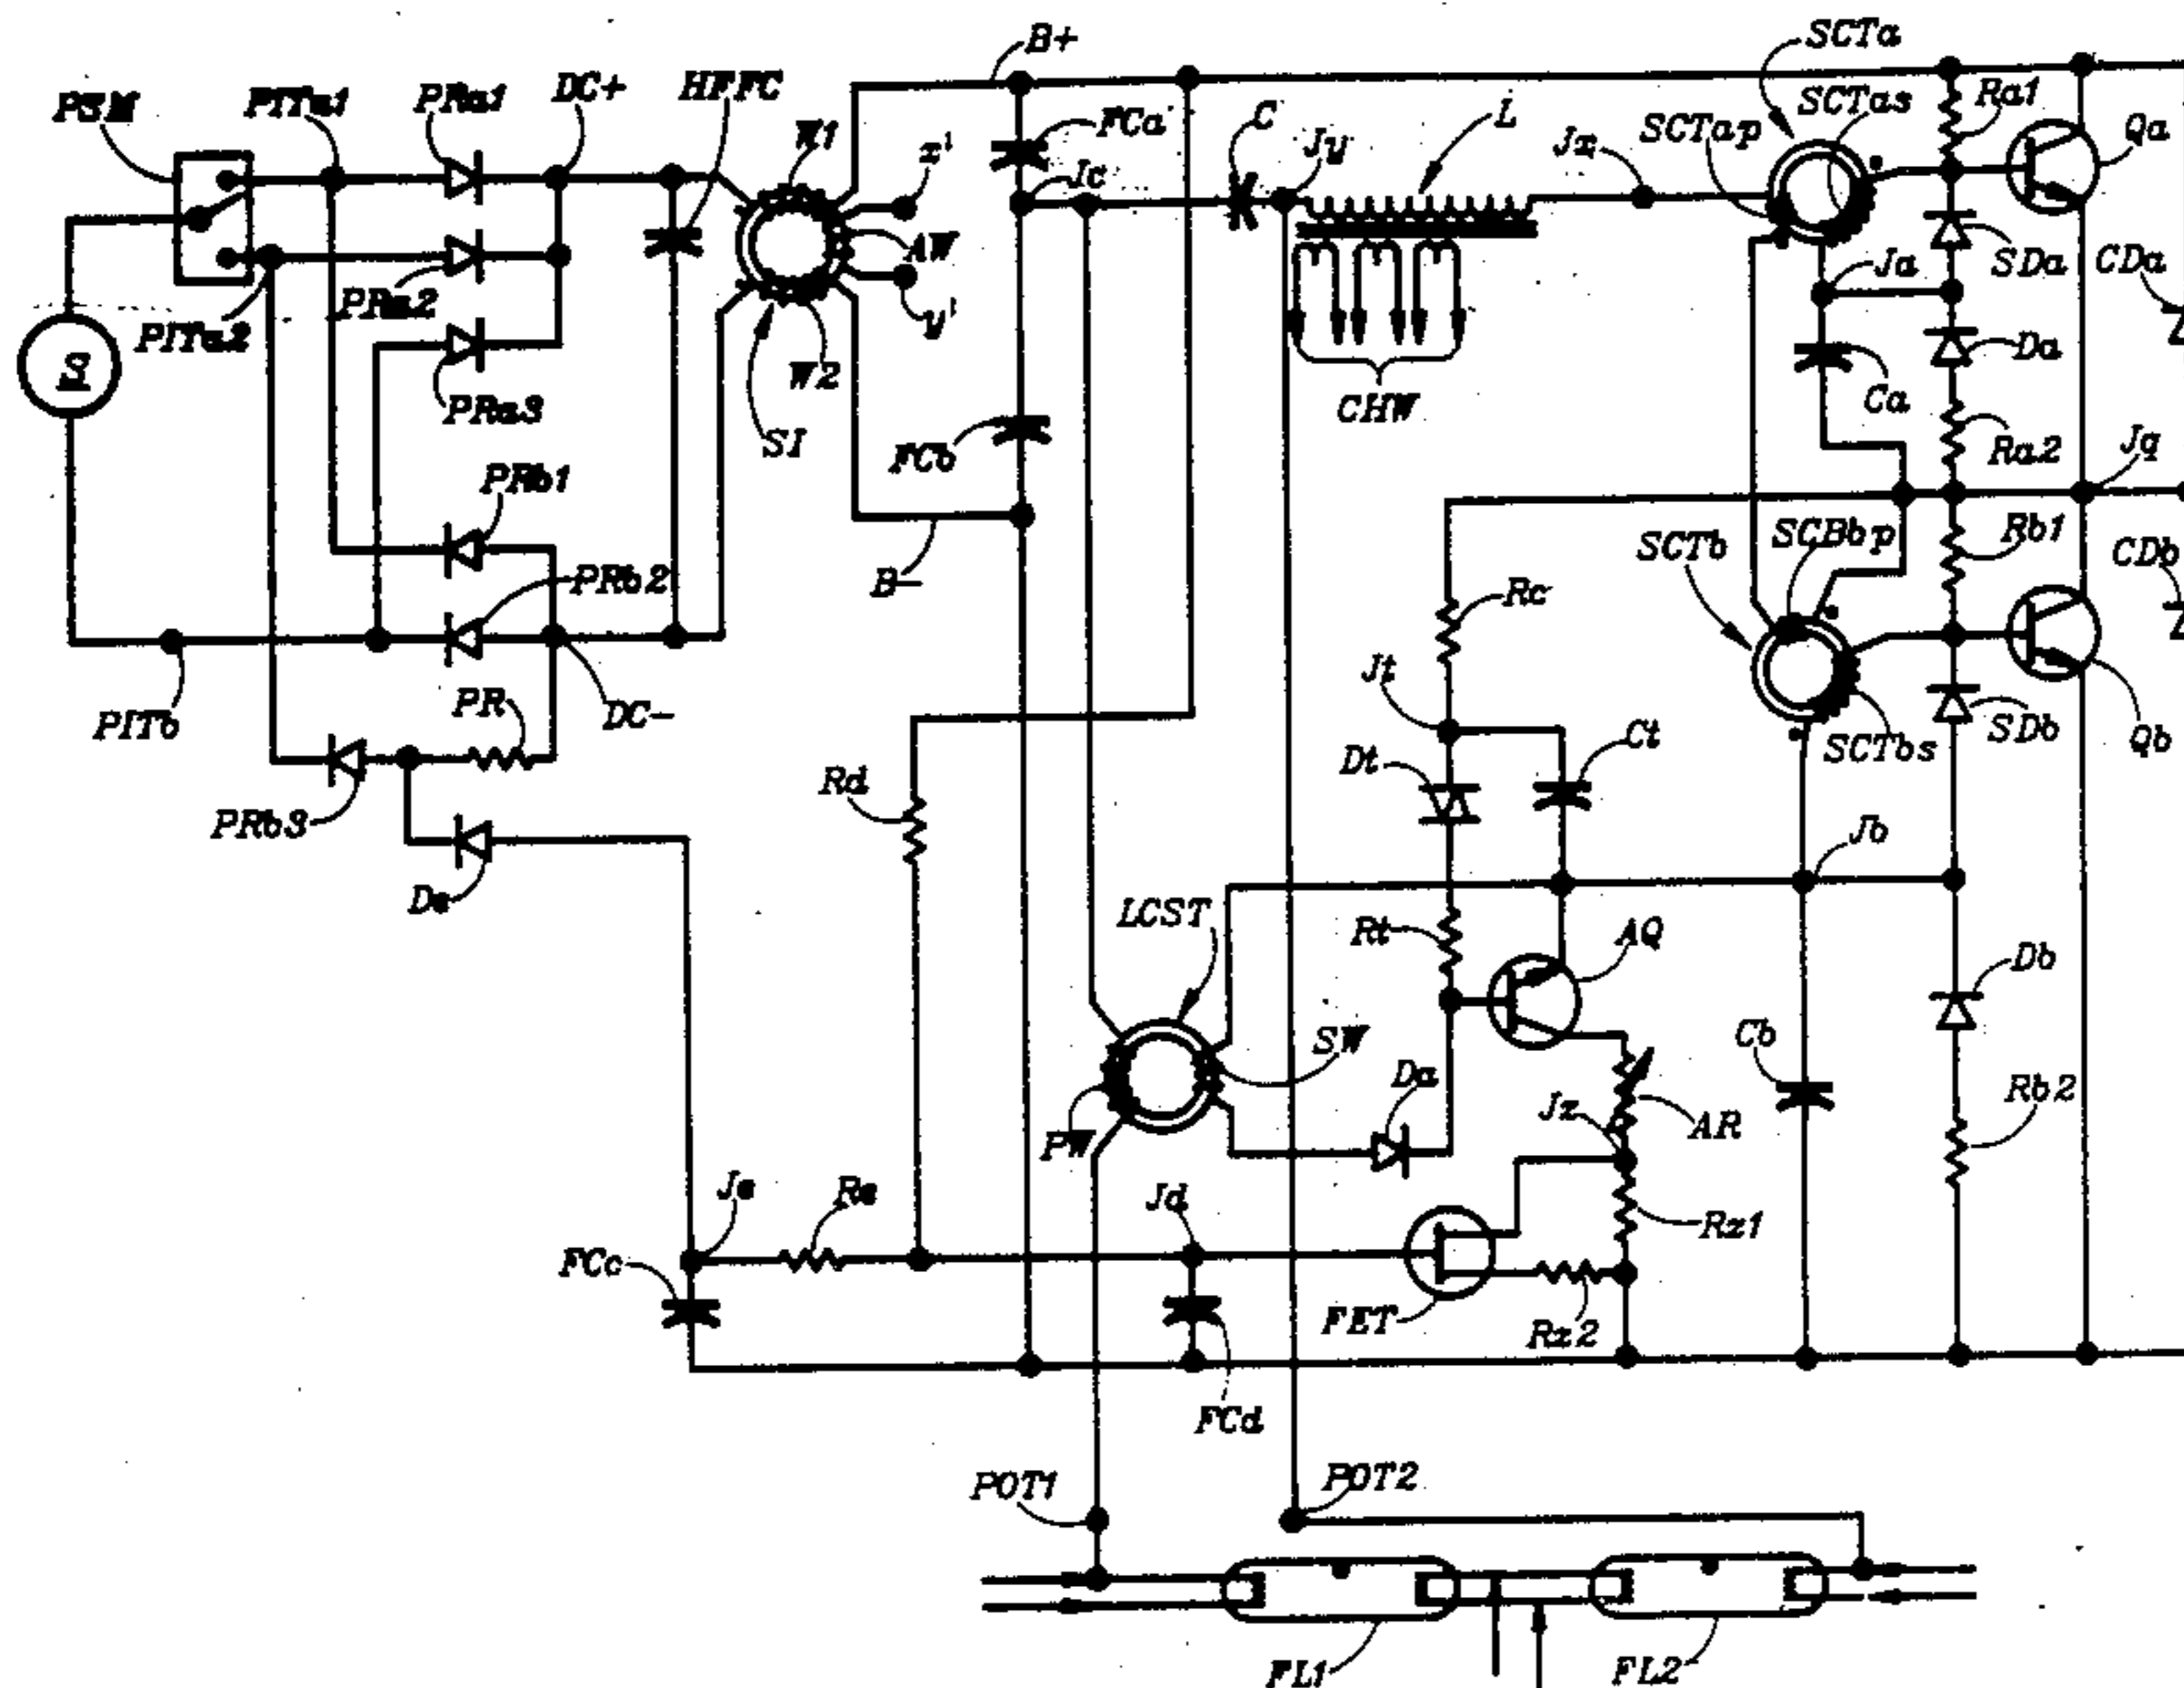 B+
SCTa
PSM
PITa1
PRa1
DC+
HFFC
W1
FCa
x'
C
Jy
L
Jx
SCTap
SCTas
Ra1
Qa
Jc
AW
y'
PITa2
PRa2
S
PRa3
SI
W2
FCb
CHW
Ja
SDa
CDa
Da
Ca
Ra2
Jq
PRb1
PRb2
B-
Rc
SCTb
SCBbp
Rb1
CDb
PITb
PR
DC-
Jt
SCTbs
SDb
Qb
PRb3
Rd
Dt
Ct
De
Jb
LCST
Rt
AQ
Db
PW
SW
Da
Jz
AR
Cb
Rb2
Je
Re
Jd
Rz1
FCc
FET
Rz2
FCd
POT1
POT2
FL1
FL2